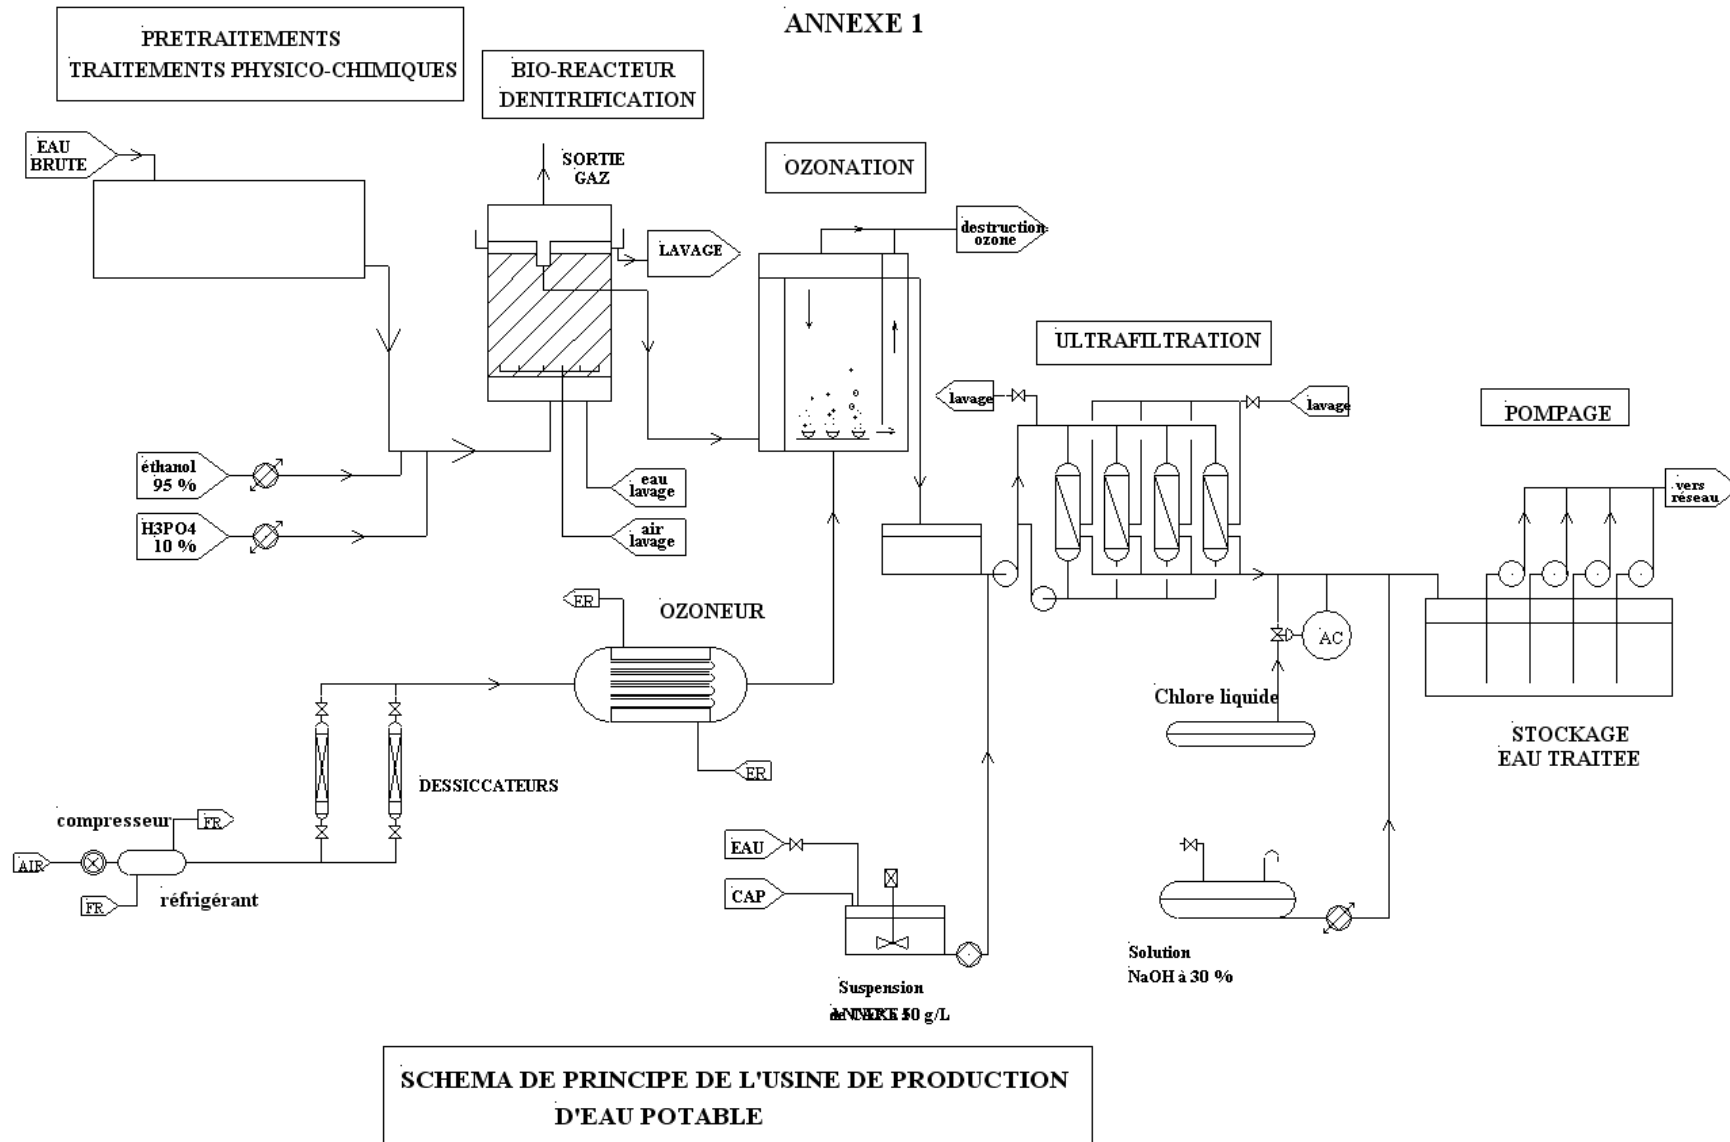 ANNEXE 1
PRETRAITEMENTS
TRAITEMENTS PHYSICO-CHIMIQUES
BIO-REACTEUR
DENITRIFICATION
EAU
BRUTE
SORTIE
GAZ
OZONATION
LAVAGE
destruction
ozone
ULTRAFILTRATION
lavage
lavage
POMPAGE
éthanol
95 %
eau
lavage
vers
réseau
H3PO4
10 %
air
lavage
ER
OZONEUR
AC
Chlore liquide
STOCKAGE
EAU TRAITEE
ER
DESSICCATEURS
compresseur
FR
AIR
FR
réfrigérant
EAU
CAP
Solution
NaOH à 30 %
Suspension
g/L
SCHEMA DE PRINCIPE DE L'USINE DE PRODUCTION
D'EAU POTABLE